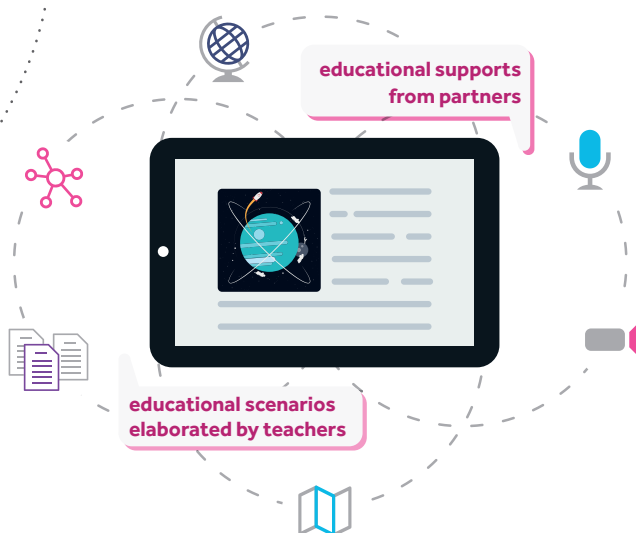 educational supports
from partners
educational scenarios
elaborated by teachers